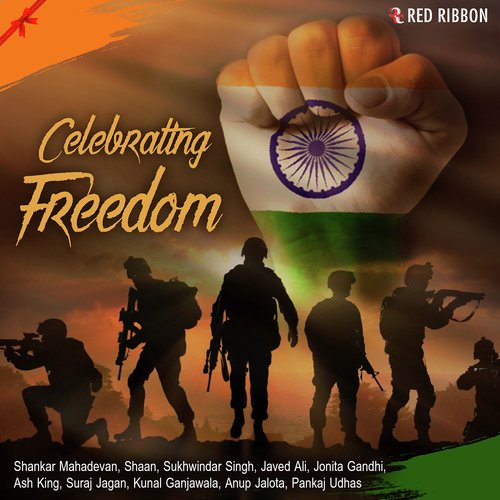 RED RIBBON
Celebrating
Freedom
Shankar Mahadevan, Shaan, Sukhwindar Singh, Javed Ali, Jonita Gandhi,
Ash King, Suraj Jagan, Kunal Ganjawala, Anup Jalota, Pankaj Udhas